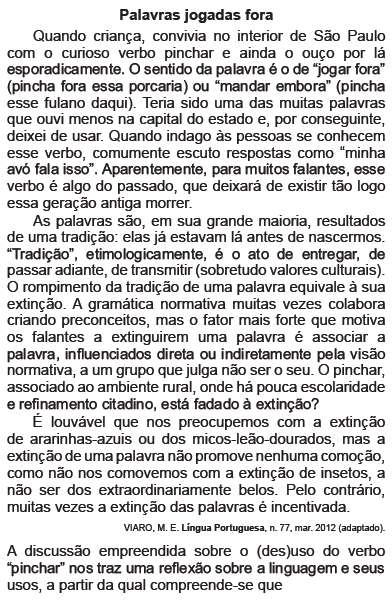 Palavras jogadas fora
Quando criança, convivia no interior de São Paulo
com o curioso verbo pinchar e ainda o ouço por lá
esporadicamente. O sentido da palavra é o de “jogar fora”
(pincha fora essa porcaria) ou “mandar embora” (pincha
esse fulano daqui). Teria sido uma das muitas palavras
que ouvi menos na capital do estado e, por conseguinte,
deixei de usar. Quando indago às pessoas se conhecem
esse verbo, comumente escuto respostas como “minha
avó fala isso”. Aparentemente, para muitos falantes, esse
verbo é algo do passado, que deixará de existir tão logo
essa geração antiga morrer.
As palavras são, em sua grande maioria, resultados
de uma tradição: elas já estavam lá antes de nascermos.
“Tradição”, etimologicamente, é o ato de entregar, de
passar adiante, de transmitir (sobretudo valores culturais).
O rompimento da tradição de uma palavra equivale à sua
extinção. A gramática normativa muitas vezes colabora
criando preconceitos, mas o fator mais forte que motiva
os falantes a extinguirem uma palavra é associar a
palavra, influenciados direta ou indiretamente pela visão
normativa, a um grupo que julga não ser o seu. O pinchar,
associado ao ambiente rural, onde há pouca escolaridade
e refinamento citadino, está fadado à extinção?
É louvável que nos preocupemos com a extinção
de ararinhas-azuis ou dos micos-leão-dourados, mas a
extinção de uma palavra não promove nenhuma comoção,
como não nos comovemos com a extinção de insetos, a
não ser dos extraordinariamente belos. Pelo contrário,
muitas vezes a extinção das palavras é incentivada.
VIARO, M. E. Língua Portuguesa, n. 77, mar. 2012 (adaptado).
A discussão empreendida sobre o (des)uso do verbo
“pinchar” nos traz uma reflexão sobre a linguagem e seus
usos, a partir da qual compreende-se que